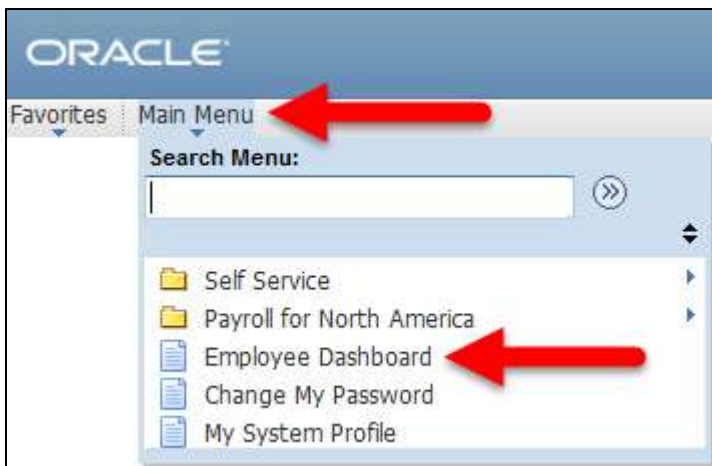 ORACLE
Favorites Main Menu
Search Menu:
Self Service
Payroll for North America
Employee Dashboard
Change My Password
My System Profile